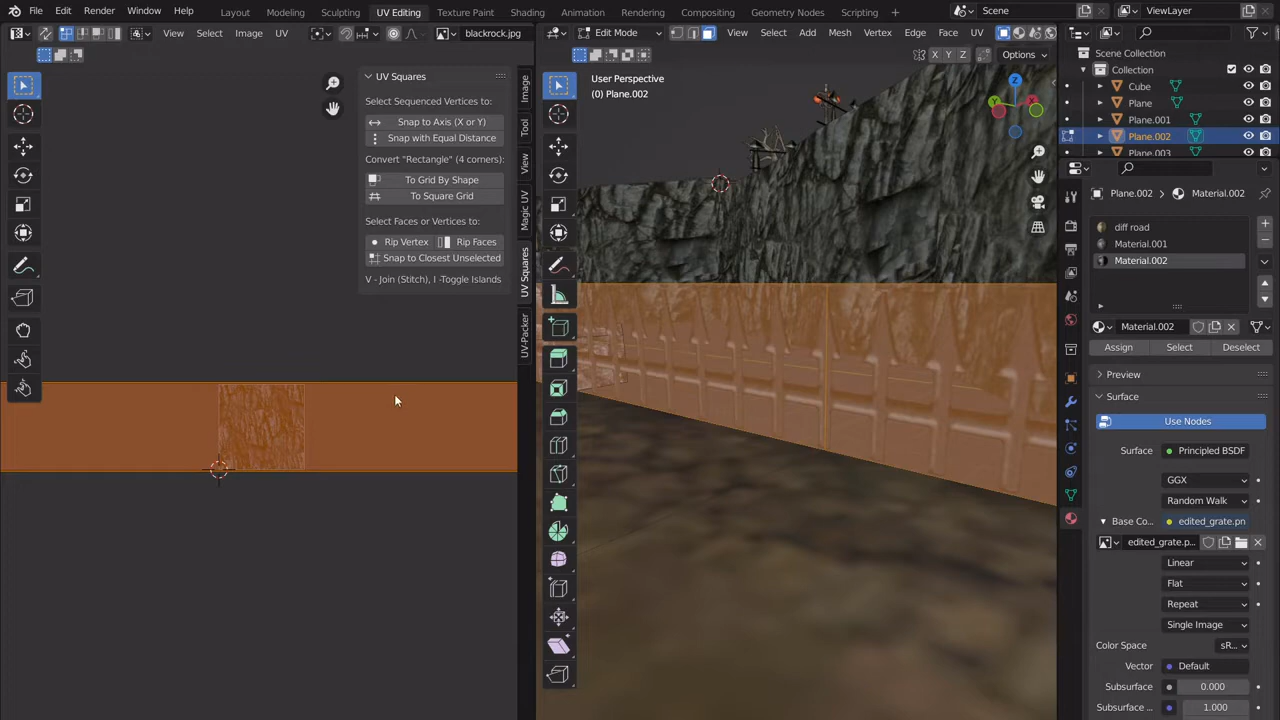 File Edit Render Window Help
Layout Modeling Sculpting UV Editing Texture Paint Shading Animation Rendering Compositing Geometry Nodes Scripting
Scene
ViewLayer
View Select Image UV
blackrock.jpg
Edit Mode
View Select Add Mesh Vertex Edge Face UV
X Y Z
Options
UV Squares
Select Sequenced Vertices to:
Snap to Axis (X or Y)
Snap with Equal Distance
Convert "Rectangle" (4 corners):
To Grid By Shape
To Square Grid
Select Faces or Vertices to:
Rip Vertex Rip Faces
Snap to Closest Unselected
V - Join (Stitch), I -Toggle Islands
Image
Tool
View
Magic UV
UV Squares
UV-Packer
User Perspective
(0) Plane.002
Z
Y
Scene Collection
Collection
Cube
Plane
Plane.001
Plane.002
Plane.003
Plane.002 Material.002
diff road
Material.001
Material.002
Material.002
Assign Select Deselect
Preview
Surface
Use Nodes
Surface Principled BSDF
GGX
Random Walk
Base Co... edited_grate.pn
edited_grate.p...
Linear
Flat
Repeat
Single Image
Color Space sR...
Vector Default
Subsurface 0.000
Subsurface ... 1.000